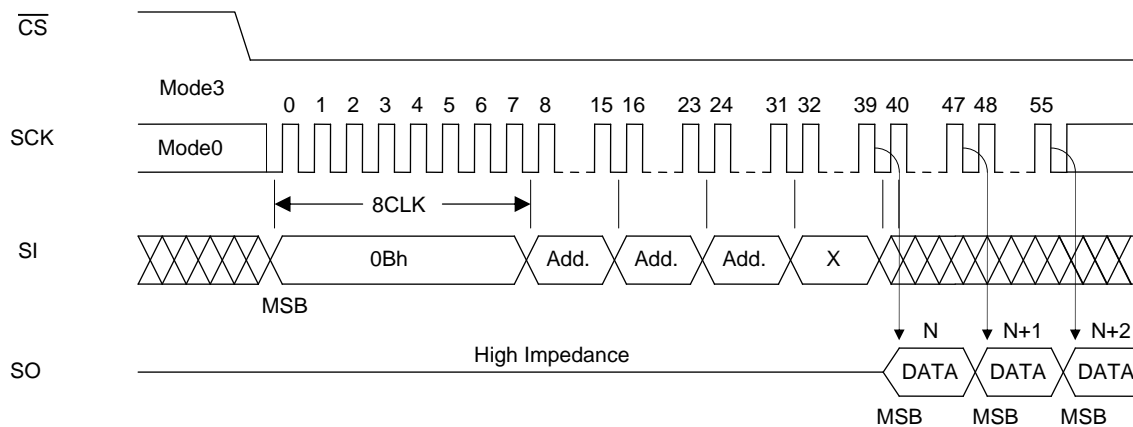 CS
Mode3
0 1 2 3 4 5 6 7 8 15 16 23 24 31 32 39 40 47 48 55
SCK
Mode0
8CLK
SI
0Bh Add. Add. Add. X
MSB
N N+1 N+2
High Impedance
SO
DATA DATA DATA
MSB MSB MSB